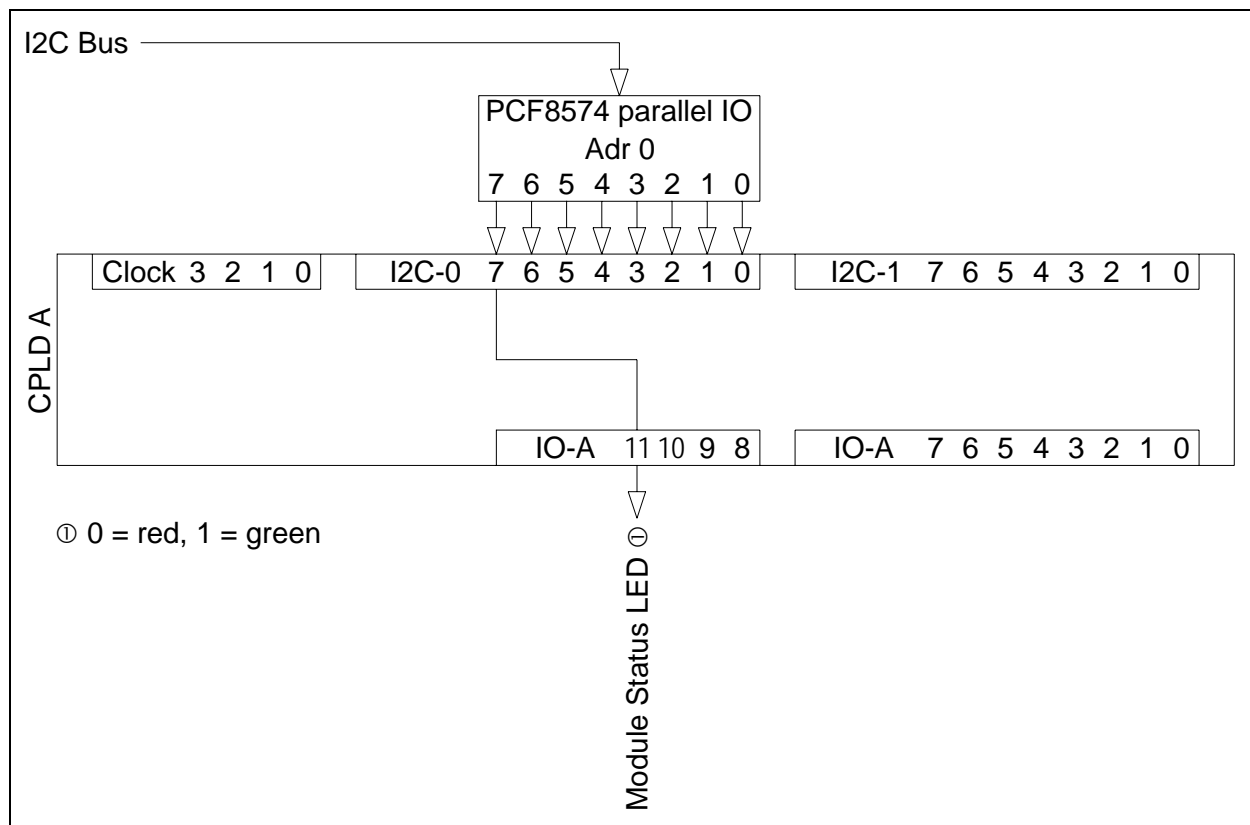 I2C Bus
PCF8574 parallel IO
Adr 0
7 6 5 4 3 2 1 0
Clock 3 2 1 0
I2C-0 7 6 5 4 3 2 1 0
I2C-1 7 6 5 4 3 2 1 0
CPLD A
IO-A 11 10 9 8
IO-A 7 6 5 4 3 2 1 0
① 0 = red, 1 = green
Module Status LED ①